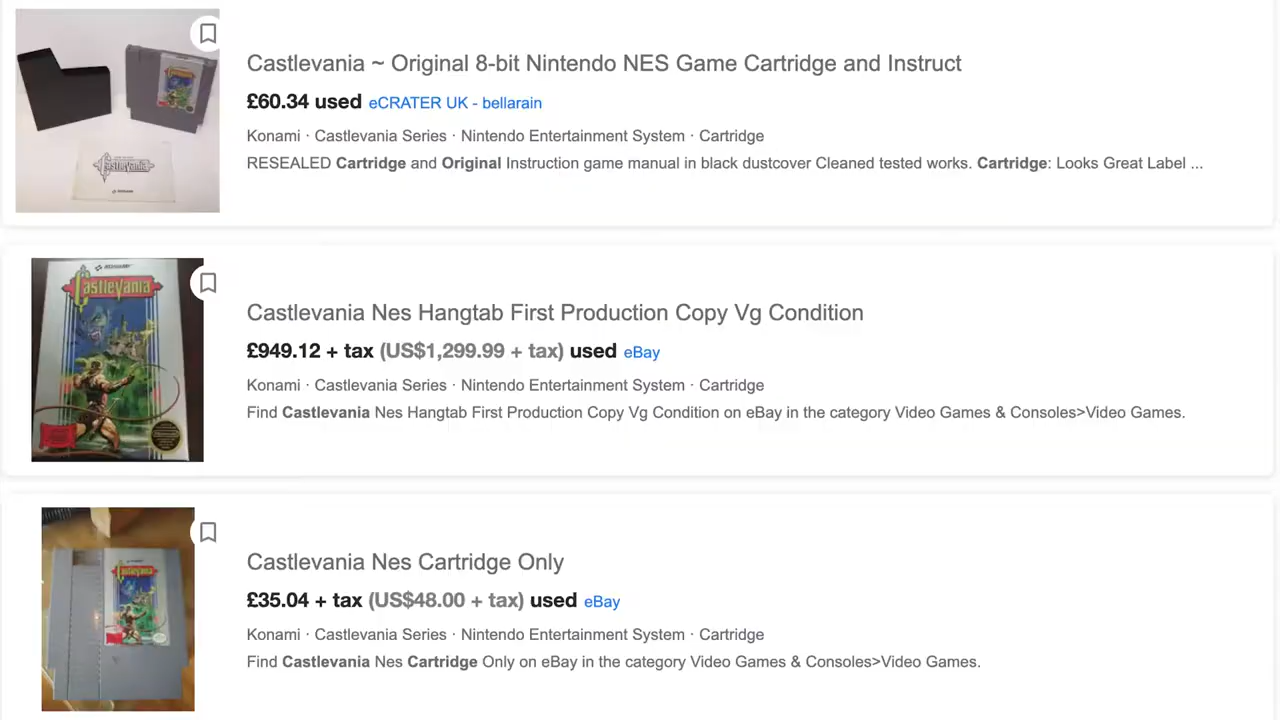 Castlevania ~ Original 8-bit Nintendo NES Game Cartridge and Instruct
£60.34 used eCRATER UK - bellarain
Konami · Castlevania Series · Nintendo Entertainment System · Cartridge
RESEALED Cartridge and Original Instruction game manual in black dustcover Cleaned tested works. Cartridge: Looks Great Label ...
Castlevania
Castlevania
Castlevania Nes Hangtab First Production Copy Vg Condition
£949.12 + tax (US$1,299.99 + tax) used eBay
Konami · Castlevania Series · Nintendo Entertainment System · Cartridge
Find Castlevania Nes Hangtab First Production Copy Vg Condition on eBay in the category Video Games & Consoles>Video Games.
Castlevania
Castlevania Nes Cartridge Only
£35.04 + tax (US$48.00 + tax) used eBay
Konami · Castlevania Series · Nintendo Entertainment System · Cartridge
Find Castlevania Nes Cartridge Only on eBay in the category Video Games & Consoles>Video Games.
Castlevania